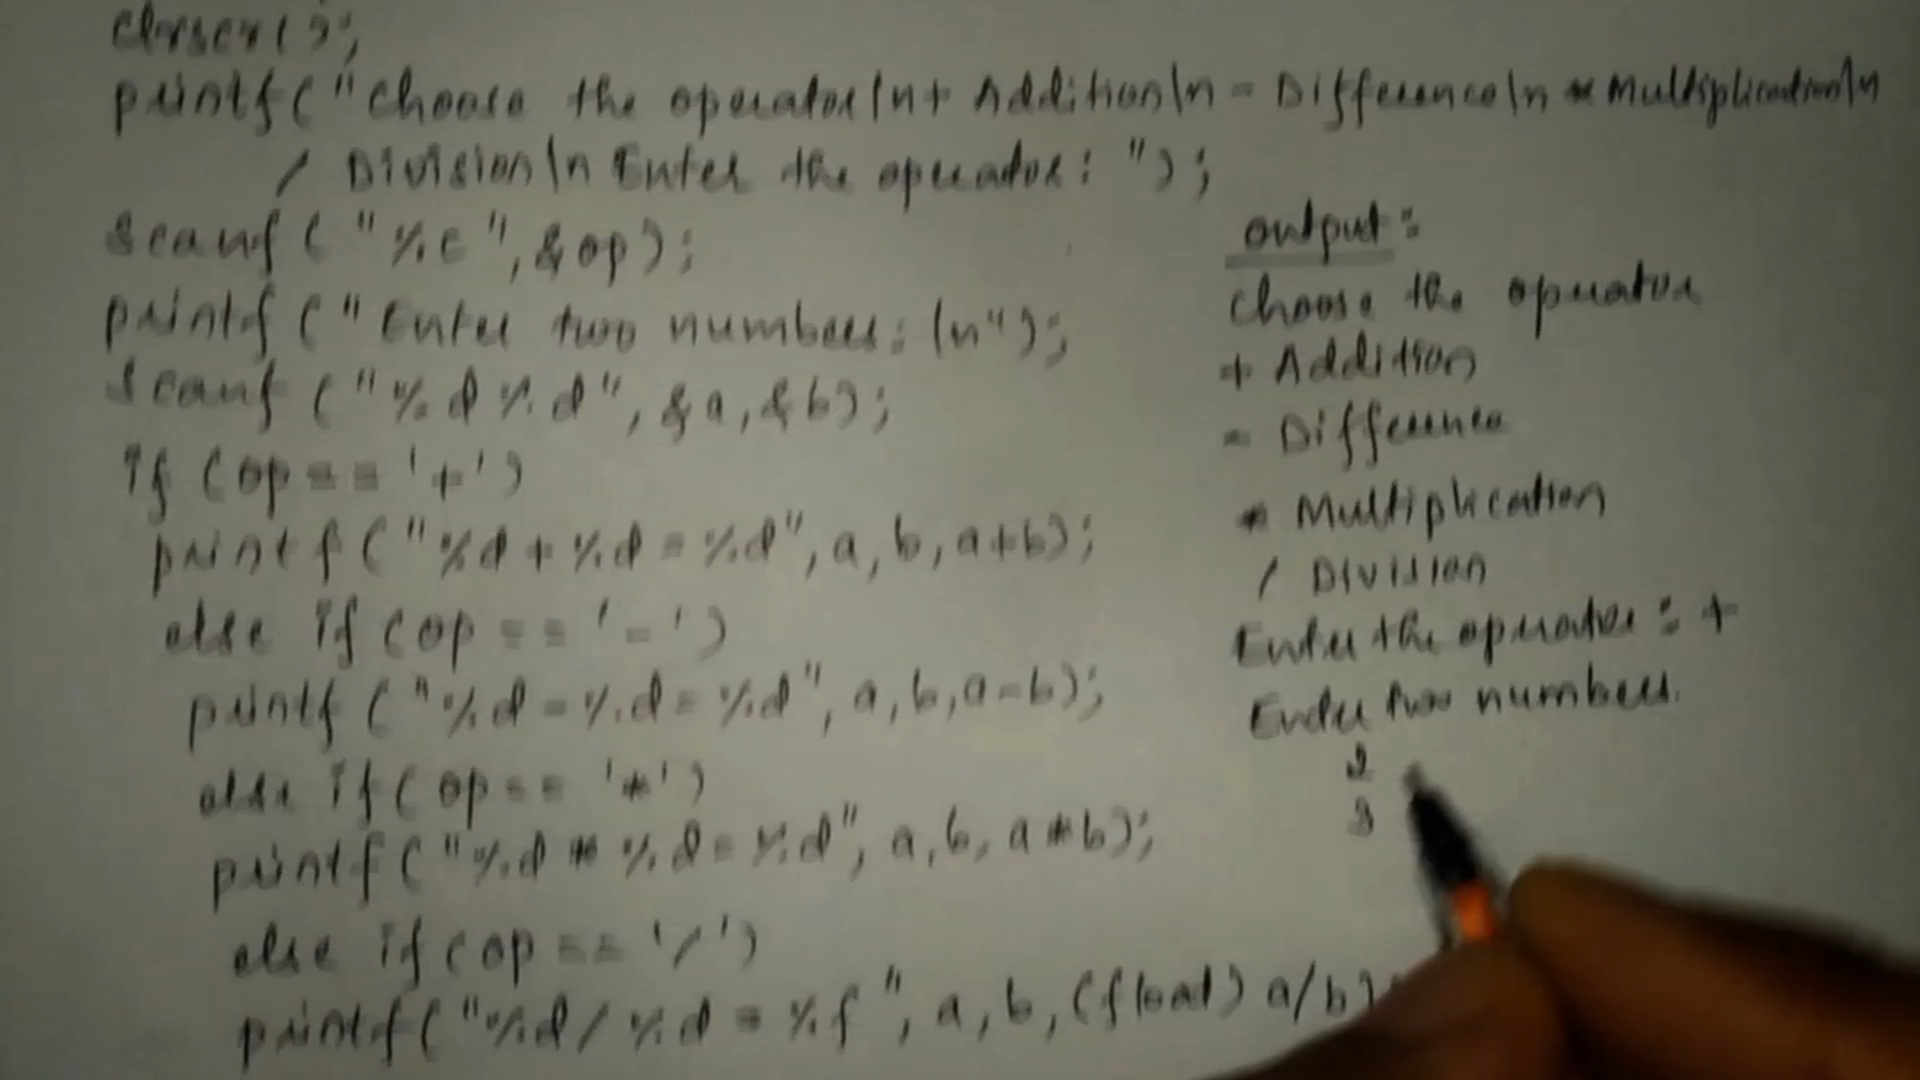 clrscr();
printf("Choose the operator\n+ Addition\n - Difference\n * Multiplication\n
/ Division\n Enter the operator: ");
scanf("%c",&op);
printf("Enter two numbers: \n");
scanf("%d %d", &a, &b);
if (op == '+')
printf("%d + %d = %d", a, b, a+b);
else if (op == '-')
printf("%d - %d = %d", a, b, a-b);
else if (op == '*')
printf("%d * %d = %d", a, b, a*b);
else if (op == '/')
printf("%d / %d = %f", a, b, (float) a/b)
output:
choose the operator
+ Addition
- Difference
* Multiplication
/ Division
Enter the operator: +
Enter two numbers.
2
3